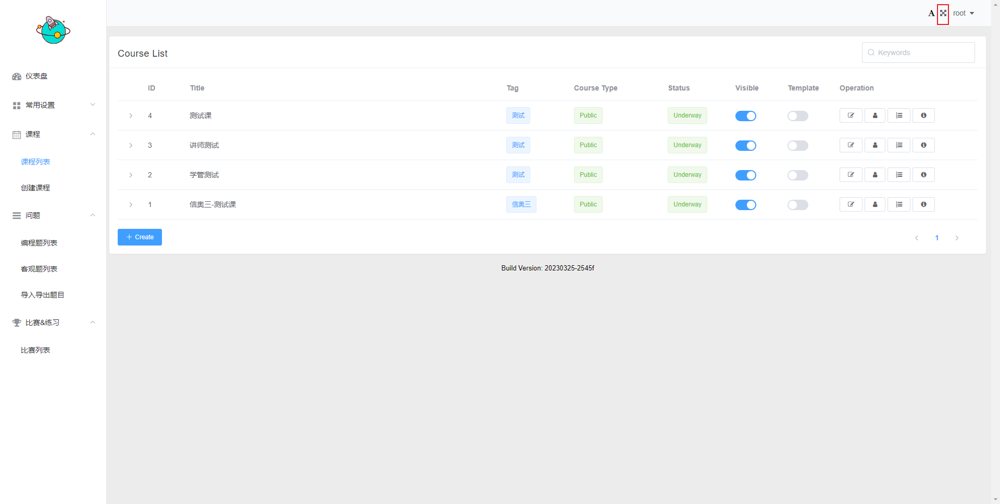 A root
仪表盘
常用设置
课程
课程列表
创建课程
问题
编程题列表
客观题列表
导入导出题目
比赛&练习
比赛列表
Course List
Keywords
ID Title Tag Course Type Status Visible Template Operation
4 测试课 测试 Public Underway
3 讲师测试 测试 Public Underway
2 学管测试 测试 Public Underway
1 信奥三-测试课 信奥三 Public Underway
Create
1
Build Version: 20230325-2545f